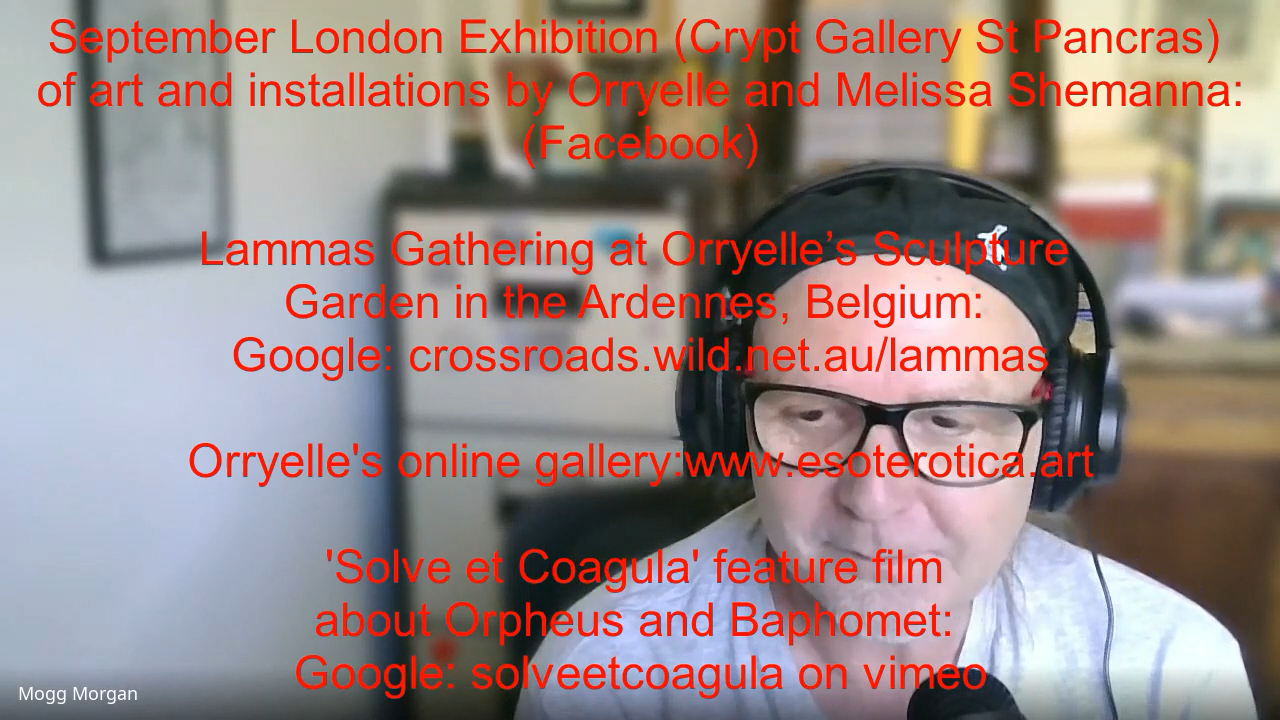 September London Exhibition (Crypt Gallery St Pancras)
of art and installations by Orryelle and Melissa Shemanna:
(Facebook)
Lammas Gathering at Orryelle’s Sculpture
Garden in the Ardennes, Belgium:
Google: crossroads.wild.net.au/lammas
Orryelle's online gallery:www.esoterotica.art
'Solve et Coagula' feature film
about Orpheus and Baphomet:
Google: solveetcoagula on vimeo
Mogg Morgan